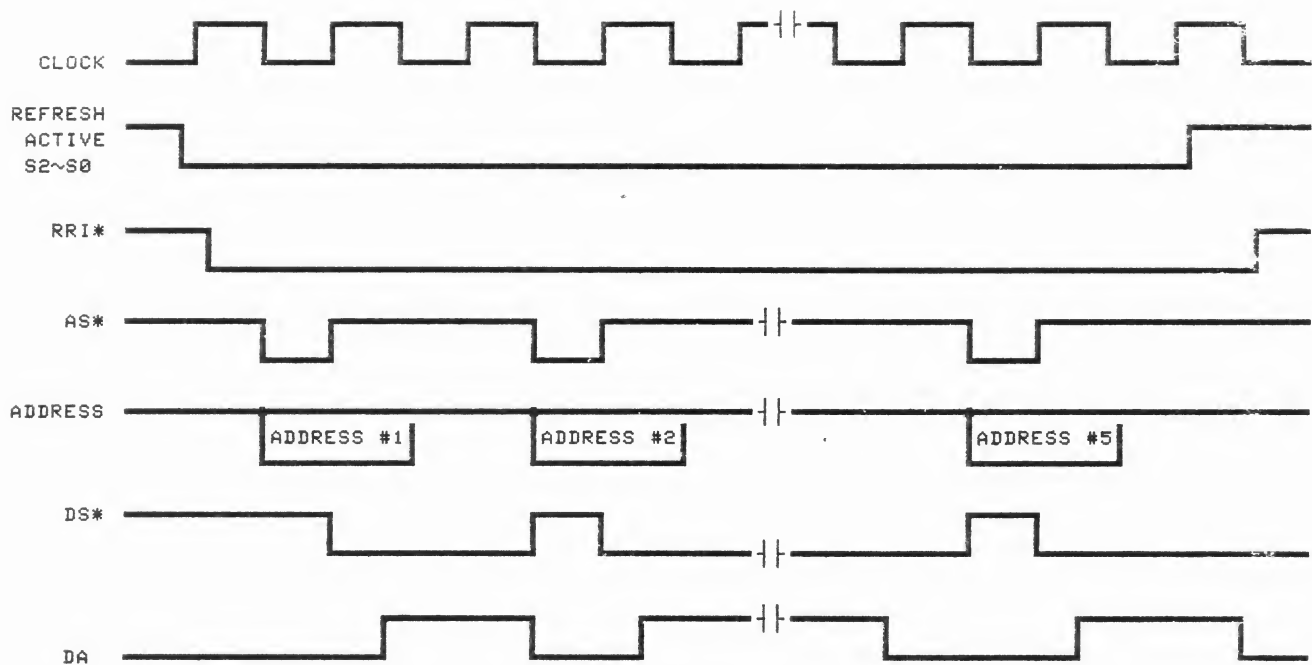 CLOCK
REFRESH
ACTIVE
S2~S0
RRI*
AS*
ADDRESS
ADDRESS #1
ADDRESS #2
ADDRESS #5
DS*
DA